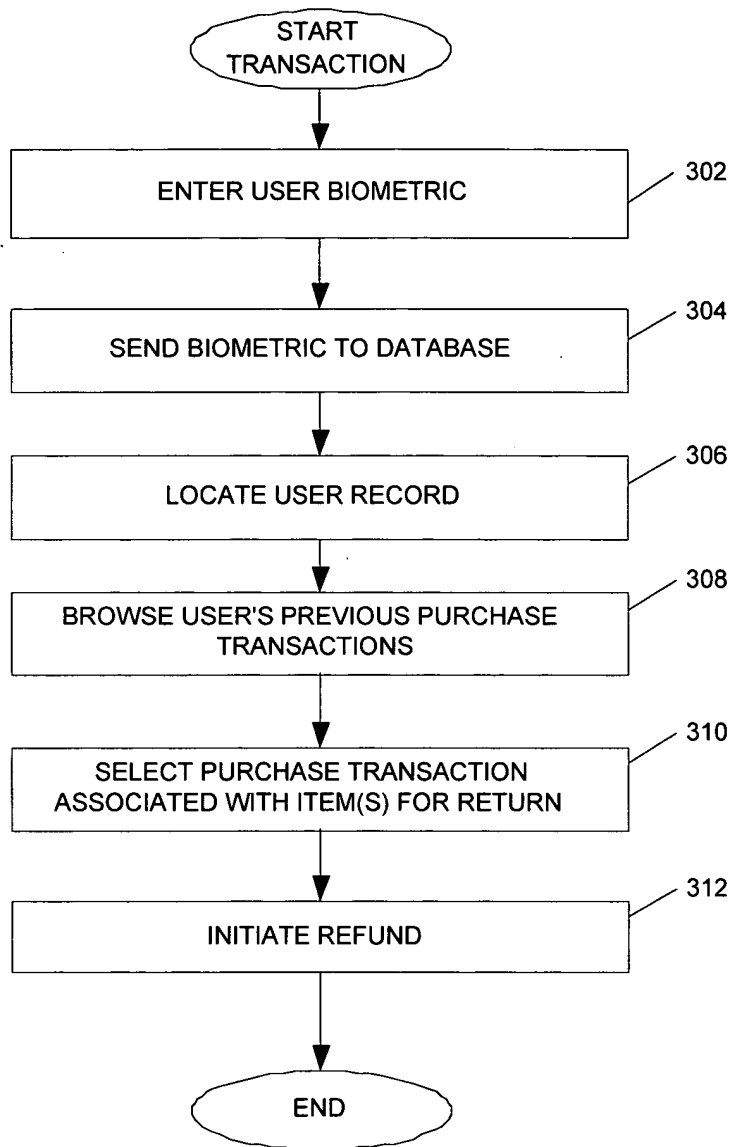 START
TRANSACTION
302
ENTER USER BIOMETRIC
304
SEND BIOMETRIC TO DATABASE
306
LOCATE USER RECORD
308
BROWSE USER'S PREVIOUS PURCHASE
TRANSACTIONS
310
SELECT PURCHASE TRANSACTION
ASSOCIATED WITH ITEM(S) FOR RETURN
312
INITIATE REFUND
END